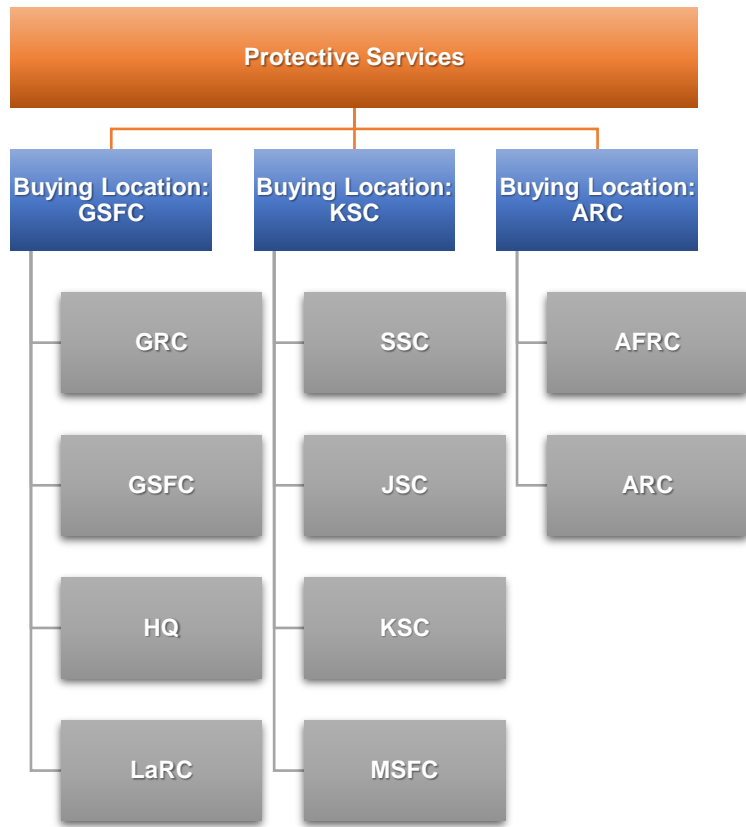 Protective Services
Buying Location:
GSFC
Buying Location:
KSC
Buying Location:
ARC
GRC
SSC
AFRC
GSFC
JSC
ARC
HQ
KSC
LaRC
MSFC